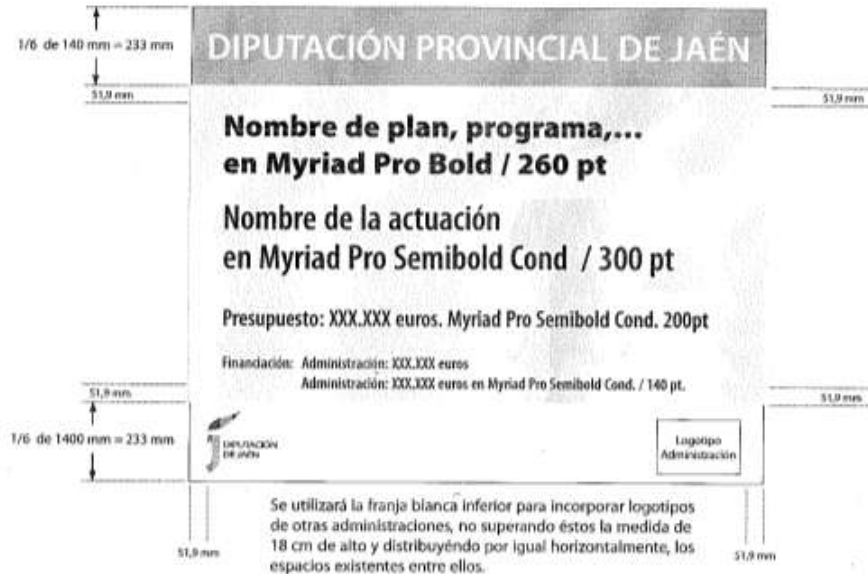 1/6 de 140 mm = 233 mm
DIPUTACIÓN PROVINCIAL DE JAÉN
51,9 mm
51,9 mm
Nombre de plan, programa,...
en Myriad Pro Bold / 260 pt
Nombre de la actuación
en Myriad Pro Semibold Cond / 300 pt
Presupuesto: XXX.XXX euros. Myriad Pro Semibold Cond. 200pt
Financiación: Administración: XXX.XXX euros
Administración: XXX.XXX euros en Myriad Pro Semibold Cond. / 140 pt.
51,9 mm
51,9 mm
1/6 de 1400 mm = 233 mm
DIPUTACIÓN
DE JAÉN
Logotipo
Administración
Se utilizará la franja blanca inferior para incorporar logotipos
de otras administraciones, no superando éstos la medida de
18 cm de alto y distribuyéndo por igual horizontalmente, los
espacios existentes entre ellos.
51,9 mm
51,9 mm